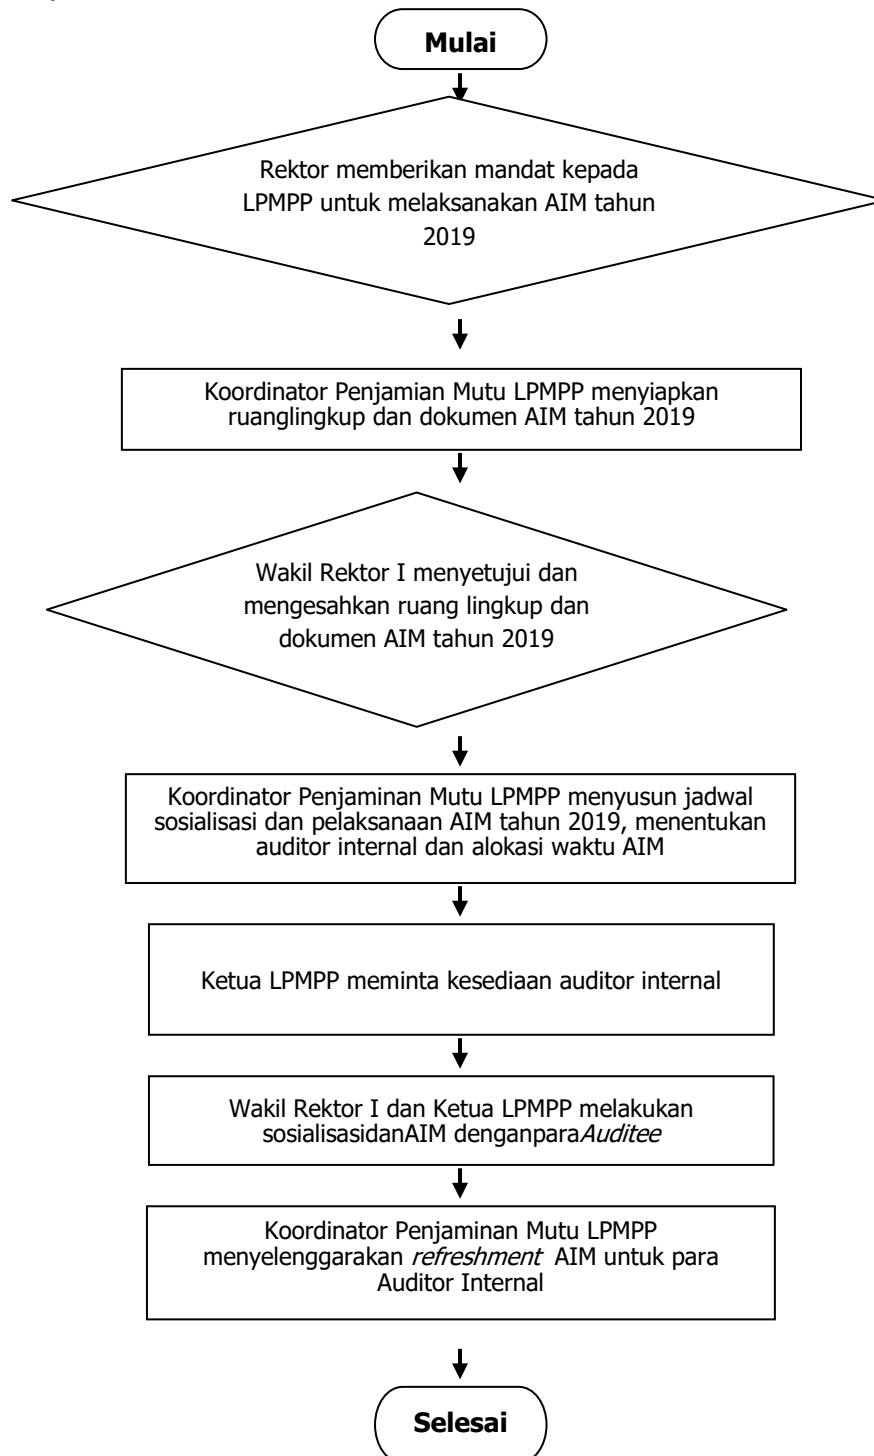 Mulai
Rektor memberikan mandat kepada
LPMPP untuk melaksanakan AIM tahun
2019
Koordinator Penjamian Mutu LPMPP menyiapkan
ruanglingkup dan dokumen AIM tahun 2019
Wakil Rektor I menyetujui dan
mengesahkan ruang lingkup dan
dokumen AIM tahun 2019
Koordinator Penjaminan Mutu LPMPP menyusun jadwal
sosialisasi dan pelaksanaan AIM tahun 2019, menentukan
auditor internal dan alokasi waktu AIM
Ketua LPMPP meminta kesediaan auditor internal
Wakil Rektor I dan Ketua LPMPP melakukan
sosialisasidanAIM denganparaAuditee
Koordinator Penjaminan Mutu LPMPP
menyelenggarakan refreshment AIM untuk para
Auditor Internal
Selesai